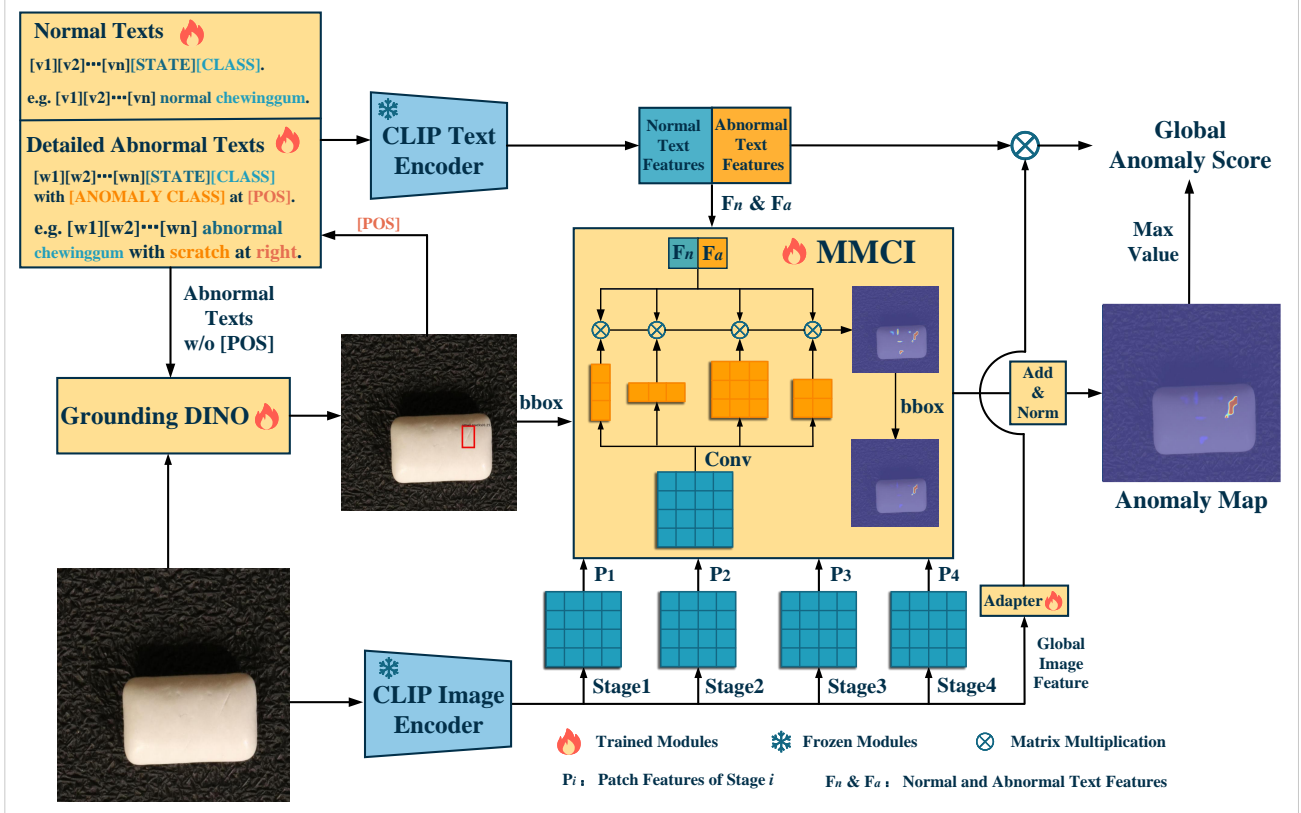 Normal Texts
[v1][v2]•••[vn][STATE][CLASS].
e.g. [v1][v2]•••[vn] normal chewinggum.
Detailed Abnormal Texts
[w1][w2]•••[wn][STATE][CLASS]
with [ANOMALY CLASS] at [POS].
e.g. [w1][w2]•••[wn] abnormal
chewinggum with scratch at right.
CLIP Text
Encoder
Normal
Text
Features
Abnormal
Text
Features
Global
Anomaly Score
[POS]
Fn & Fa
Max
Value
Abnormal
Texts
w/o [POS]
Fn Fa
MMCI
Grounding DINO
bbox
bbox
Add
&
Norm
Conv
Anomaly Map
P1
P2
P3
P4
Adapter
Global
Image
Feature
CLIP Image
Encoder
Stage1
Stage2
Stage3
Stage4
Trained Modules
Frozen Modules
Matrix Multiplication
Pi : Patch Features of Stage i
Fn & Fa : Normal and Abnormal Text Features